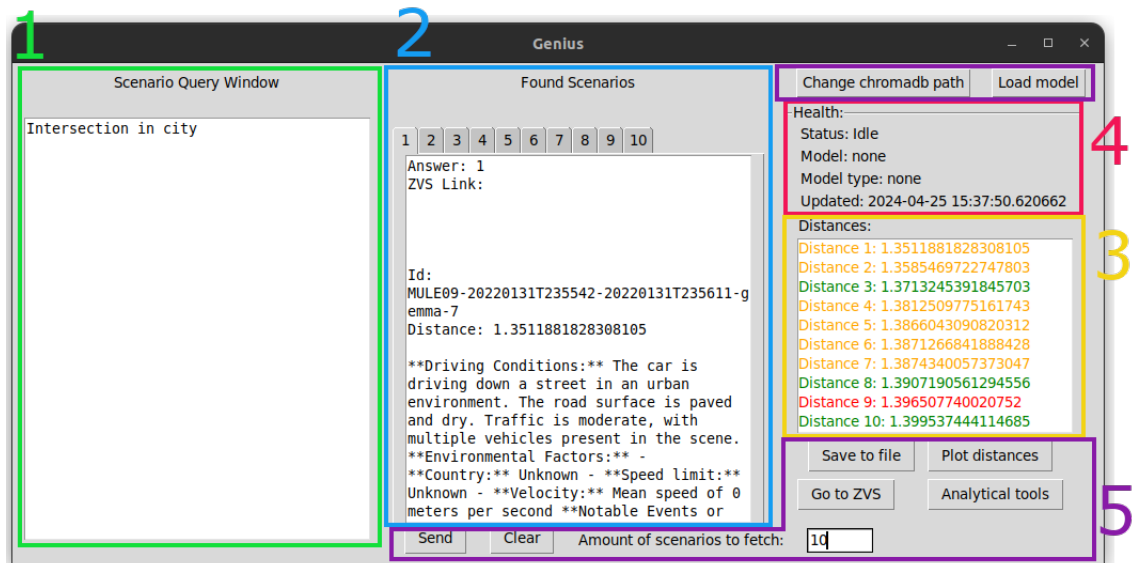 1
2
Genius
Scenario Query Window
Found Scenarios
Change chromadb path
Load model
Intersection in city
1 2 3 4 5 6 7 8 9 10
Answer: 1
ZVS Link:
Id:
MULE09-20220131T235542-20220131T235611-g
emma-7
Distance: 1.3511881828308105
**Driving Conditions:** The car is
driving down a street in an urban
environment. The road surface is paved
and dry. Traffic is moderate, with
multiple vehicles present in the scene.
**Environmental Factors:** -
**Country:** Unknown - **Speed limit:**
Unknown - **Velocity:** Mean speed of 0
meters per second **Notable Events or
Health:
Status: Idle
Model: none
Model type: none
Updated: 2024-04-25 15:37:50.620662
4
Distances:
Distance 1: 1.3511881828308105
Distance 2: 1.3585469722747803
Distance 3: 1.3713245391845703
Distance 4: 1.3812509775161743
Distance 5: 1.3866043090820312
Distance 6: 1.3871266841888428
Distance 7: 1.3874340057373047
Distance 8: 1.3907190561294556
Distance 9: 1.396507740020752
Distance 10: 1.399537444114685
3
Save to file
Plot distances
Go to ZVS
Analytical tools
5
Send
Clear
Amount of scenarios to fetch:
10